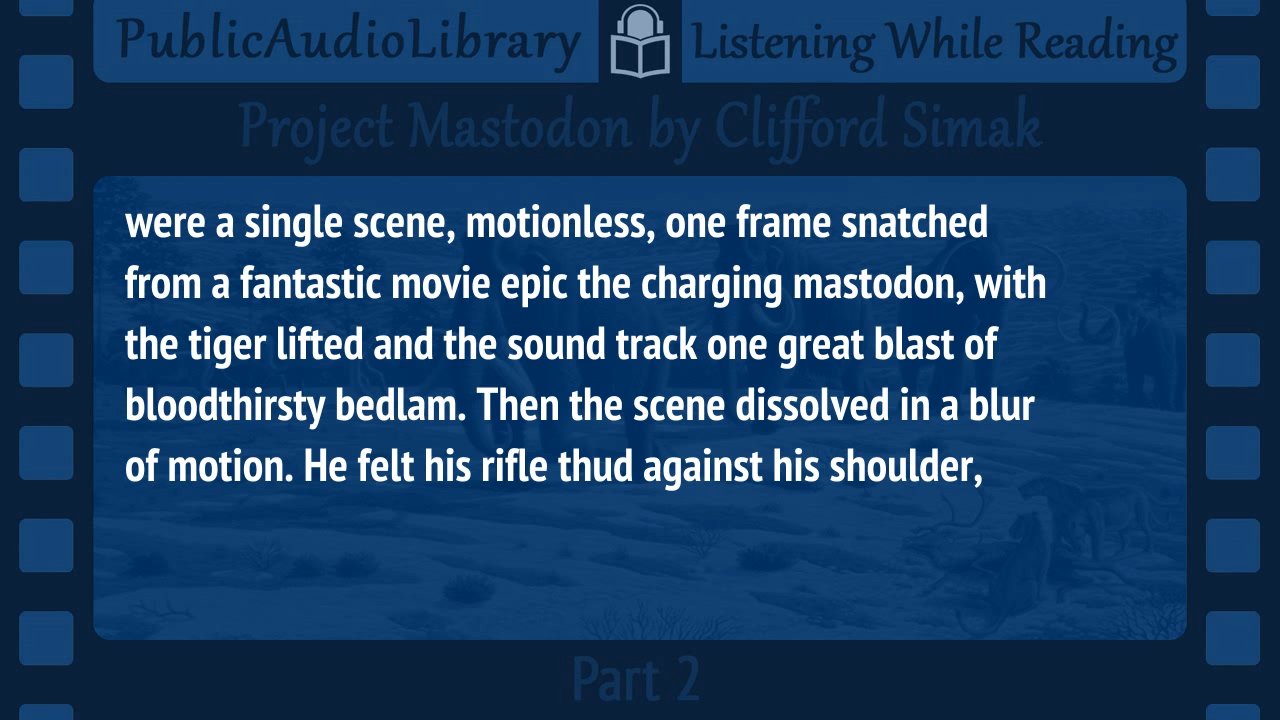 PublicAudioLibrary Listening While Reading
Project Mastodon by Clifford Simak
were a single scene, motionless, one frame snatched
from a fantastic movie epic the charging mastodon, with
the tiger lifted and the sound track one great blast of
bloodthirsty bedlam. Then the scene dissolved in a blur
of motion. He felt his rifle thud against his shoulder,
Part 2